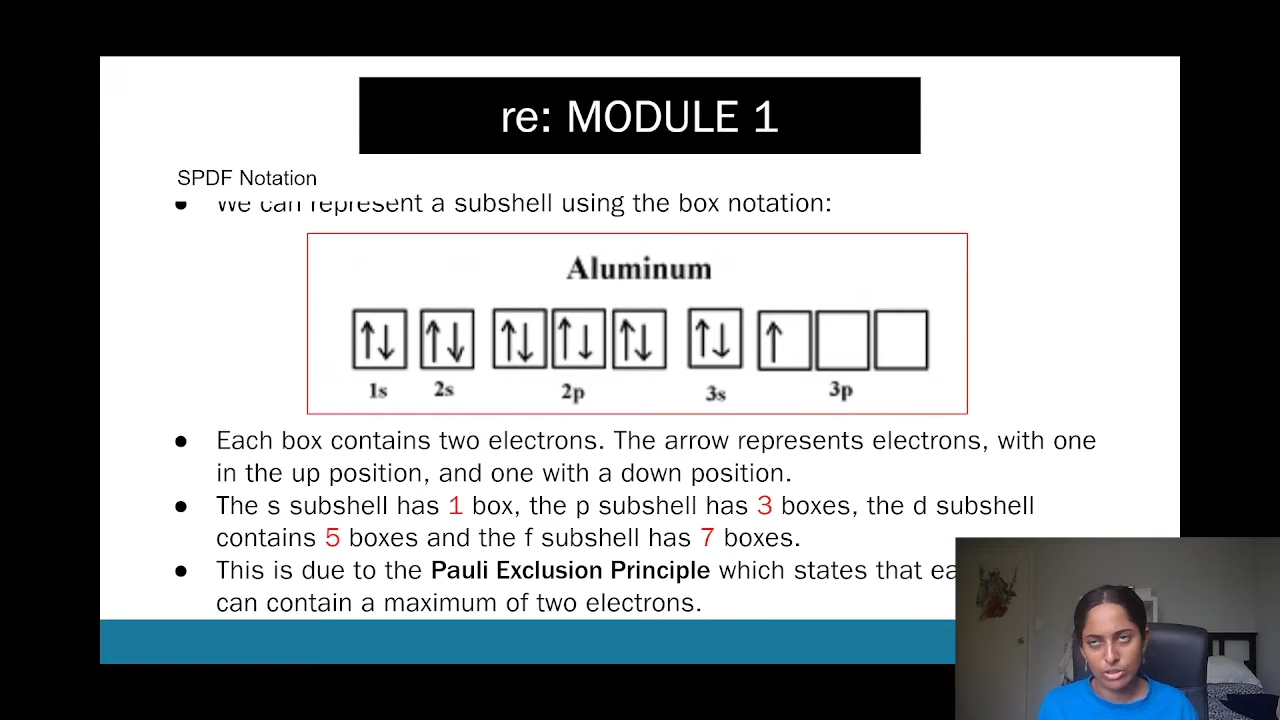 re: MODULE 1
SPDF Notation
● We can represent a subshell using the box notation:
Aluminum
1s 2s 2p 3s 3p
● Each box contains two electrons. The arrow represents electrons, with one
in the up position, and one with a down position.
● The s subshell has 1 box, the p subshell has 3 boxes, the d subshell
contains 5 boxes and the f subshell has 7 boxes.
● This is due to the Pauli Exclusion Principle which states that
can contain a maximum of two electrons.